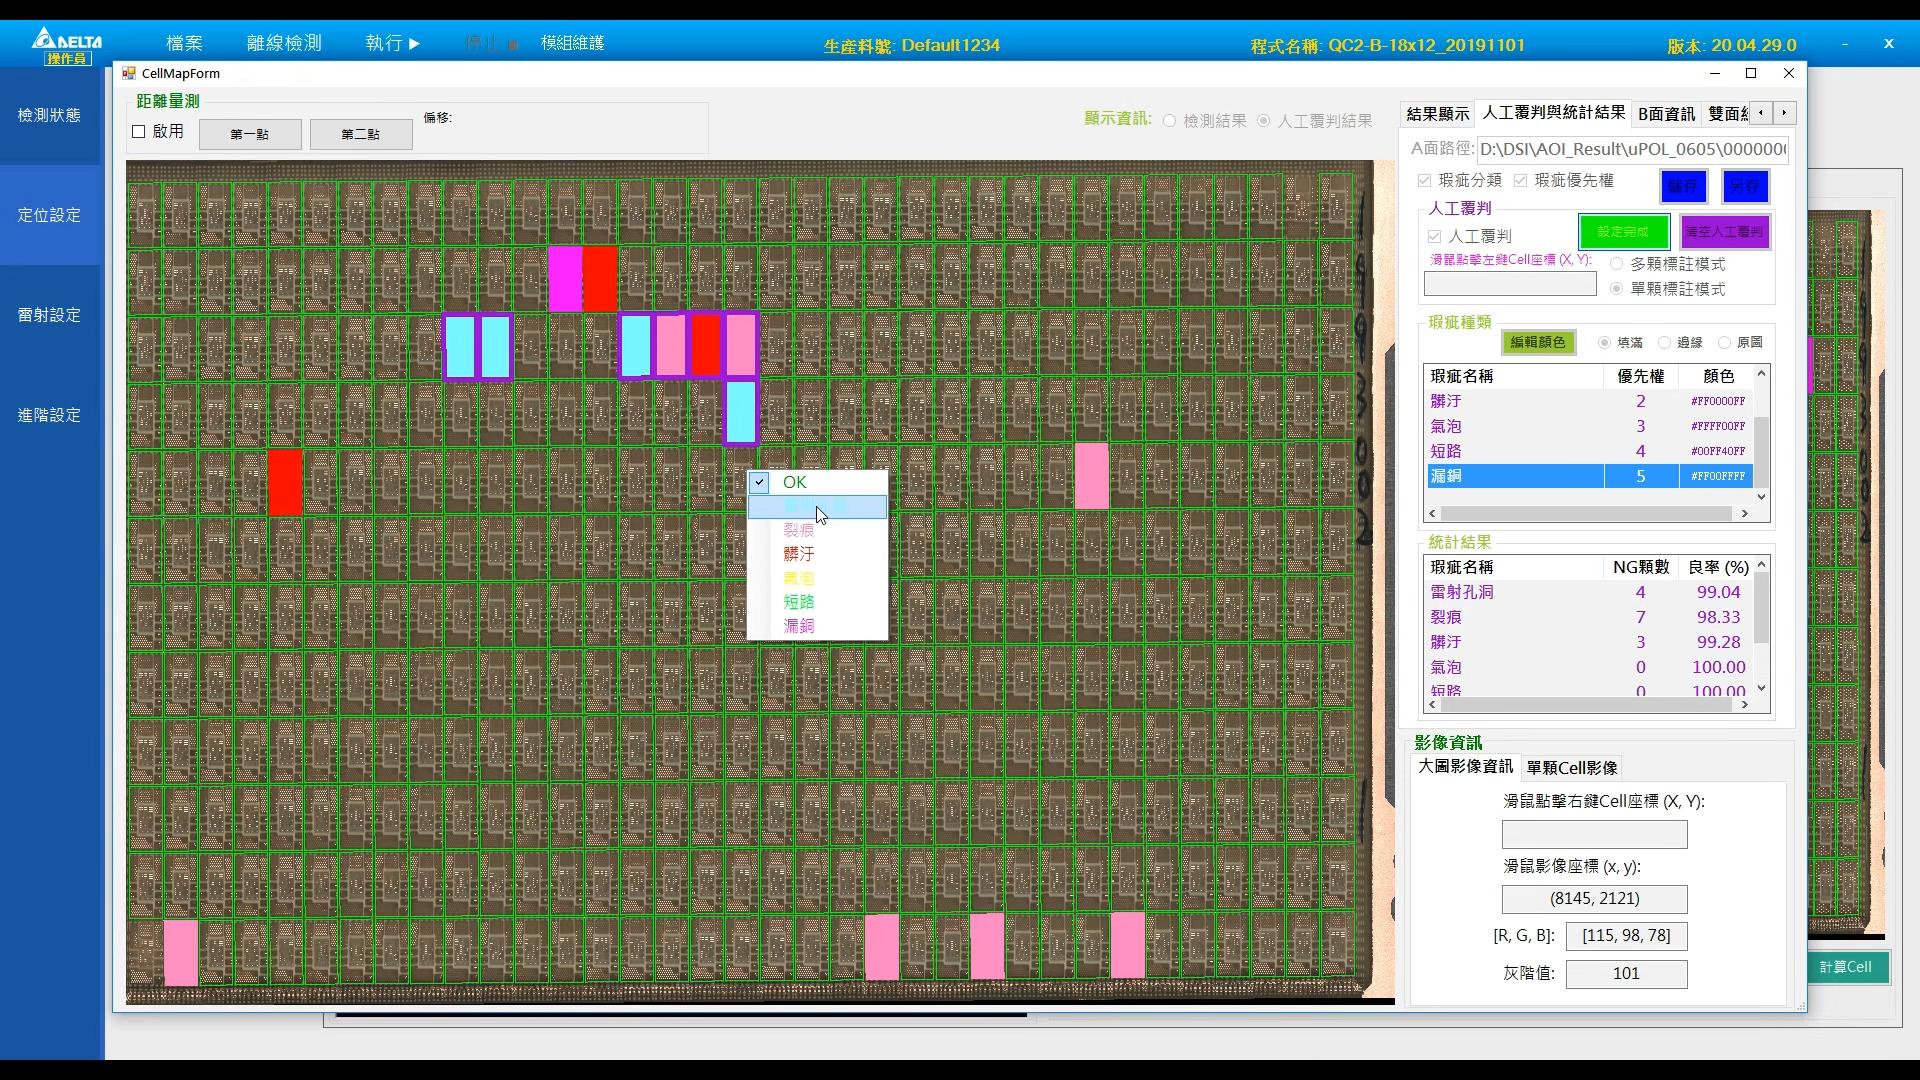 DELTA
操作員
檔案
離線檢測
執行 ▶
停止 ■
模組維護
生產料號: Default1234
程式名稱: QC2-B-18x12_20191101
版本: 20.04.29.0
- X
檢測狀態
定位設定
雷射設定
進階設定
CellMapForm
距離量測
啟用
第一點
第二點
偏移:
顯示資訊:
檢測結果
人工覆判結果
結果顯示
人工覆判與統計結果
B面資訊
A面路徑:
D:\DSI\AOI_Result\uPOL_0605\0000000
瑕疵分類
瑕疵優先權
儲存
另存
人工覆判
人工覆判
設定完成
清空人工覆判
滑鼠點擊左鍵Cell座標 (X, Y):
多顆標註模式
單顆標註模式
瑕疵種類
編輯顏色
填滿
邊緣
原圖
瑕疵名稱 優先權 顏色
髒汙 2 #FF0000FF
氣泡 3 #FFFF00FF
短路 4 #00FF40FF
漏銅 5 #FF00FFFF
統計結果
瑕疵名稱 NG顆數 良率 (%)
雷射孔洞 4 99.04
裂痕 7 98.33
髒汙 3 99.28
氣泡 0 100.00
短路 0 100.00
OK
裂痕
髒汙
氣泡
短路
漏銅
影像資訊
大圖影像資訊
單顆Cell影像
滑鼠點擊右鍵Cell座標 (X, Y):
滑鼠影像座標 (x, y):
(8145, 2121)
[R, G, B]: [115, 98, 78]
灰階值: 101
計算Cell